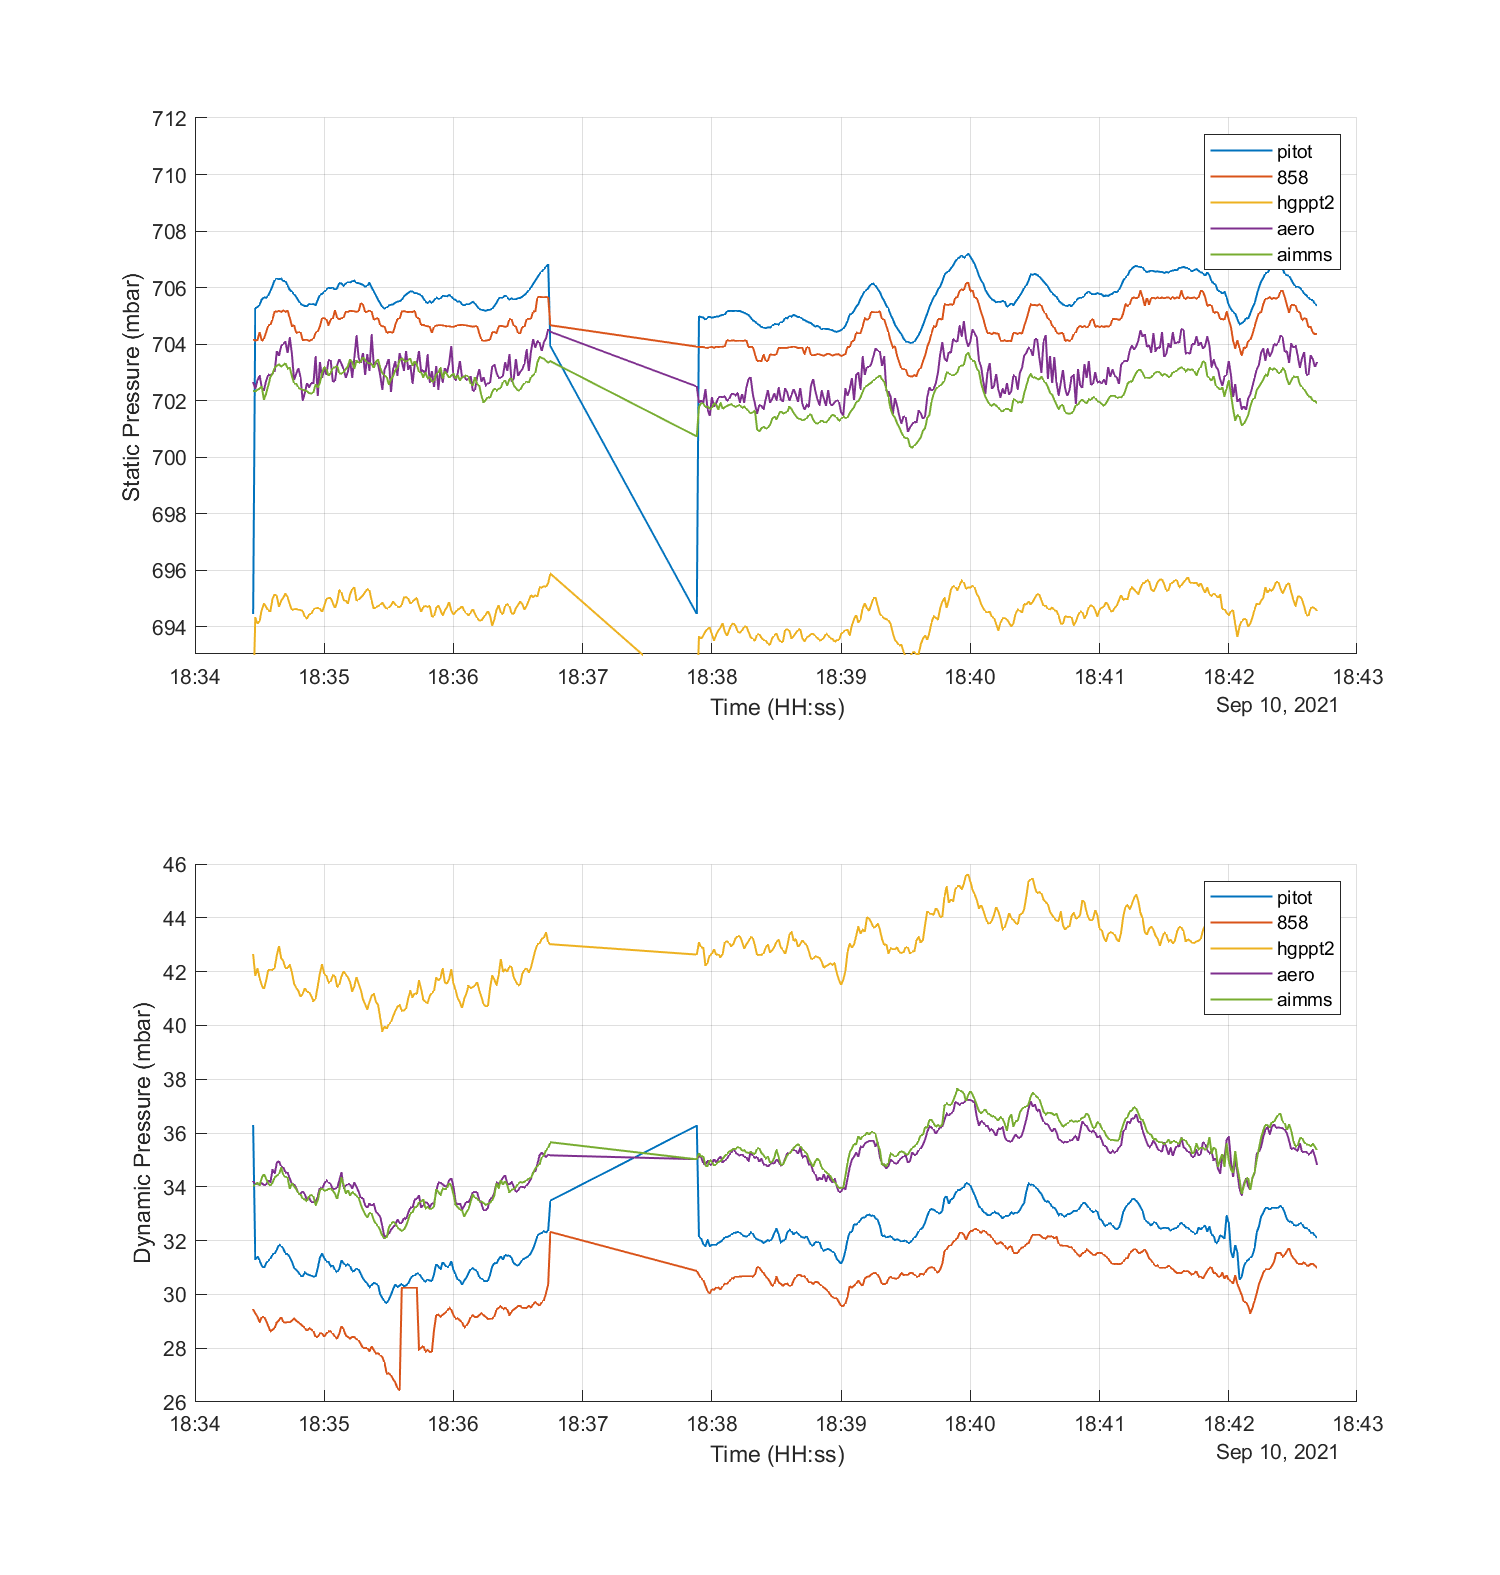 712
710
708
706
704
702
700
698
696
694
Static Pressure (mbar)
pitot
858
hgppt2
aero
aimms
18:34 18:35 18:36 18:37 18:38 18:39 18:40 18:41 18:42 18:43
Time (HH:ss)
Sep 10, 2021
46
44
42
40
38
36
34
32
30
28
26
Dynamic Pressure (mbar)
pitot
858
hgppt2
aero
aimms
18:34 18:35 18:36 18:37 18:38 18:39 18:40 18:41 18:42 18:43
Time (HH:ss)
Sep 10, 2021